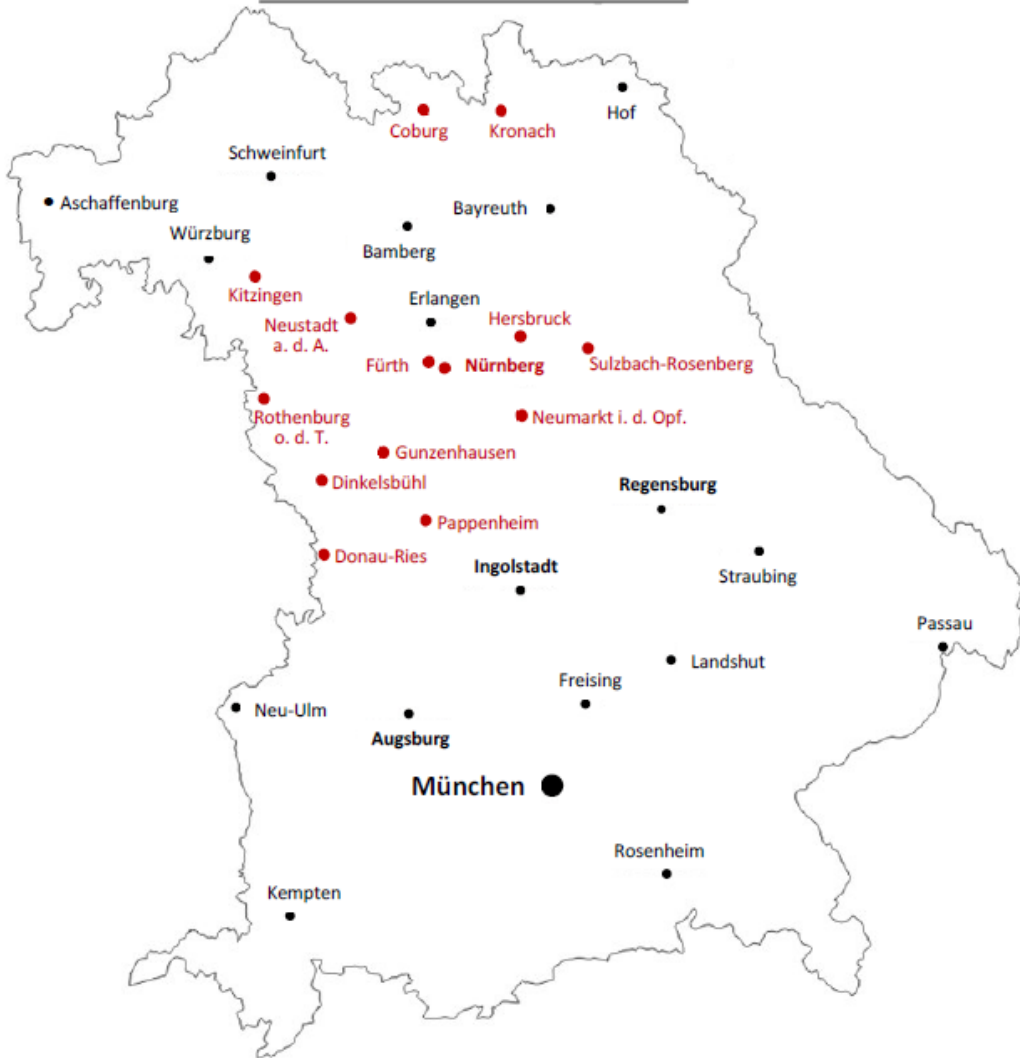 Hof
Coburg
Kronach
Schweinfurt
Aschaffenburg
Bayreuth
Würzburg
Bamberg
Kitzingen
Erlangen
Neustadt
a. d. A.
Hersbruck
Fürth
Nürnberg
Sulzbach-Rosenberg
Rothenburg
o. d. T.
Neumarkt i. d. Opf.
Gunzenhausen
Dinkelsbühl
Regensburg
Pappenheim
Donau-Ries
Ingolstadt
Straubing
Passau
Landshut
Freising
Neu-Ulm
Augsburg
München
Rosenheim
Kempten